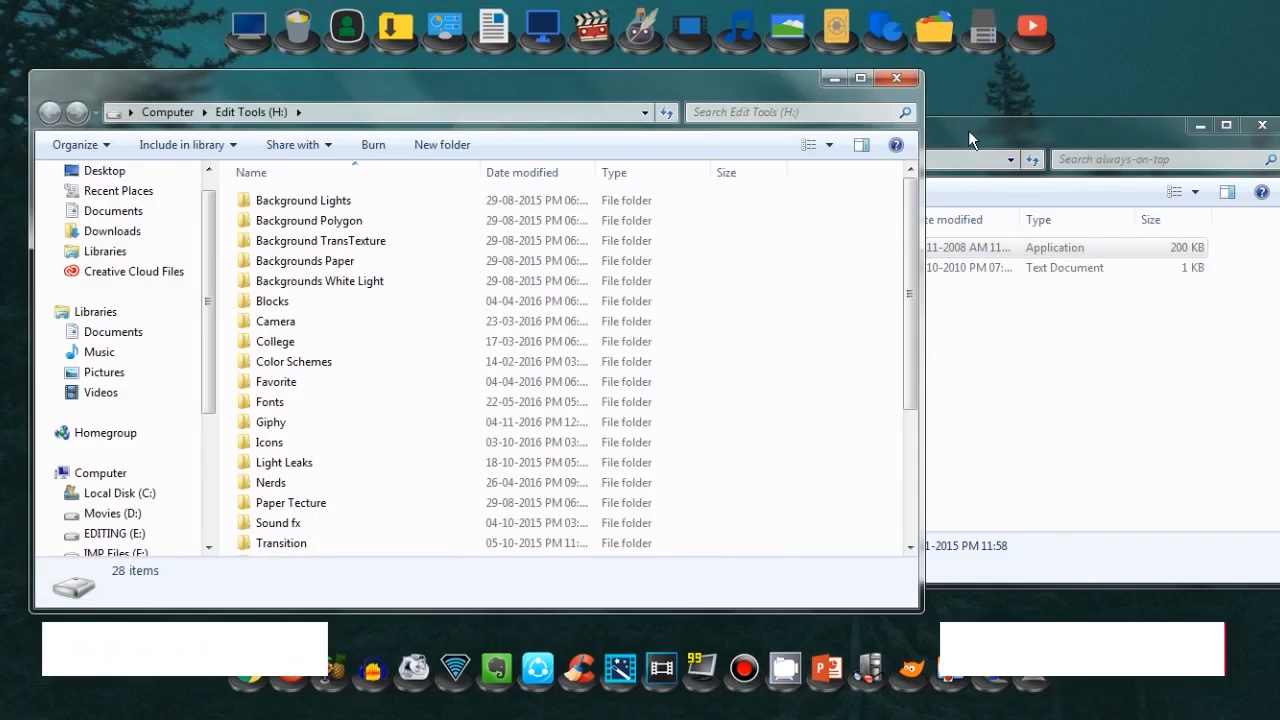 Computer Edit Tools (H:)
Search Edit Tools (H:)
Organize Include in library Share with Burn New folder
Search always-on-top
Desktop
Recent Places
Documents
Downloads
Libraries
Creative Cloud Files
Libraries
Documents
Music
Pictures
Videos
Homegroup
Computer
Local Disk (C:)
Movies (D:)
EDITING (E:)
IMP Files (F:)
Name Date modified Type Size
Background Lights 29-08-2015 PM 06:... File folder
Background Polygon 29-08-2015 PM 06:... File folder
Background TransTexture 29-08-2015 PM 06:... File folder
Backgrounds Paper 29-08-2015 PM 06:... File folder
Backgrounds White Light 29-08-2015 PM 06:... File folder
Blocks 04-04-2016 PM 06:... File folder
Camera 23-03-2016 PM 06:... File folder
College 17-03-2016 PM 06:... File folder
Color Schemes 14-02-2016 PM 03:... File folder
Favorite 04-04-2016 PM 06:... File folder
Fonts 22-05-2016 PM 05:... File folder
Giphy 04-11-2016 PM 12:... File folder
Icons 03-10-2016 PM 03:... File folder
Light Leaks 18-10-2015 PM 05:... File folder
Nerds 26-04-2016 PM 09:... File folder
Paper Tecture 29-08-2015 PM 06:... File folder
Sound fx 04-10-2015 PM 03:... File folder
Transition 05-10-2015 PM 11:... File folder
28 items
te modified Type Size
11-2008 AM 11... Application 200 KB
10-2010 PM 07:... Text Document 1 KB
1-2015 PM 11:58
99